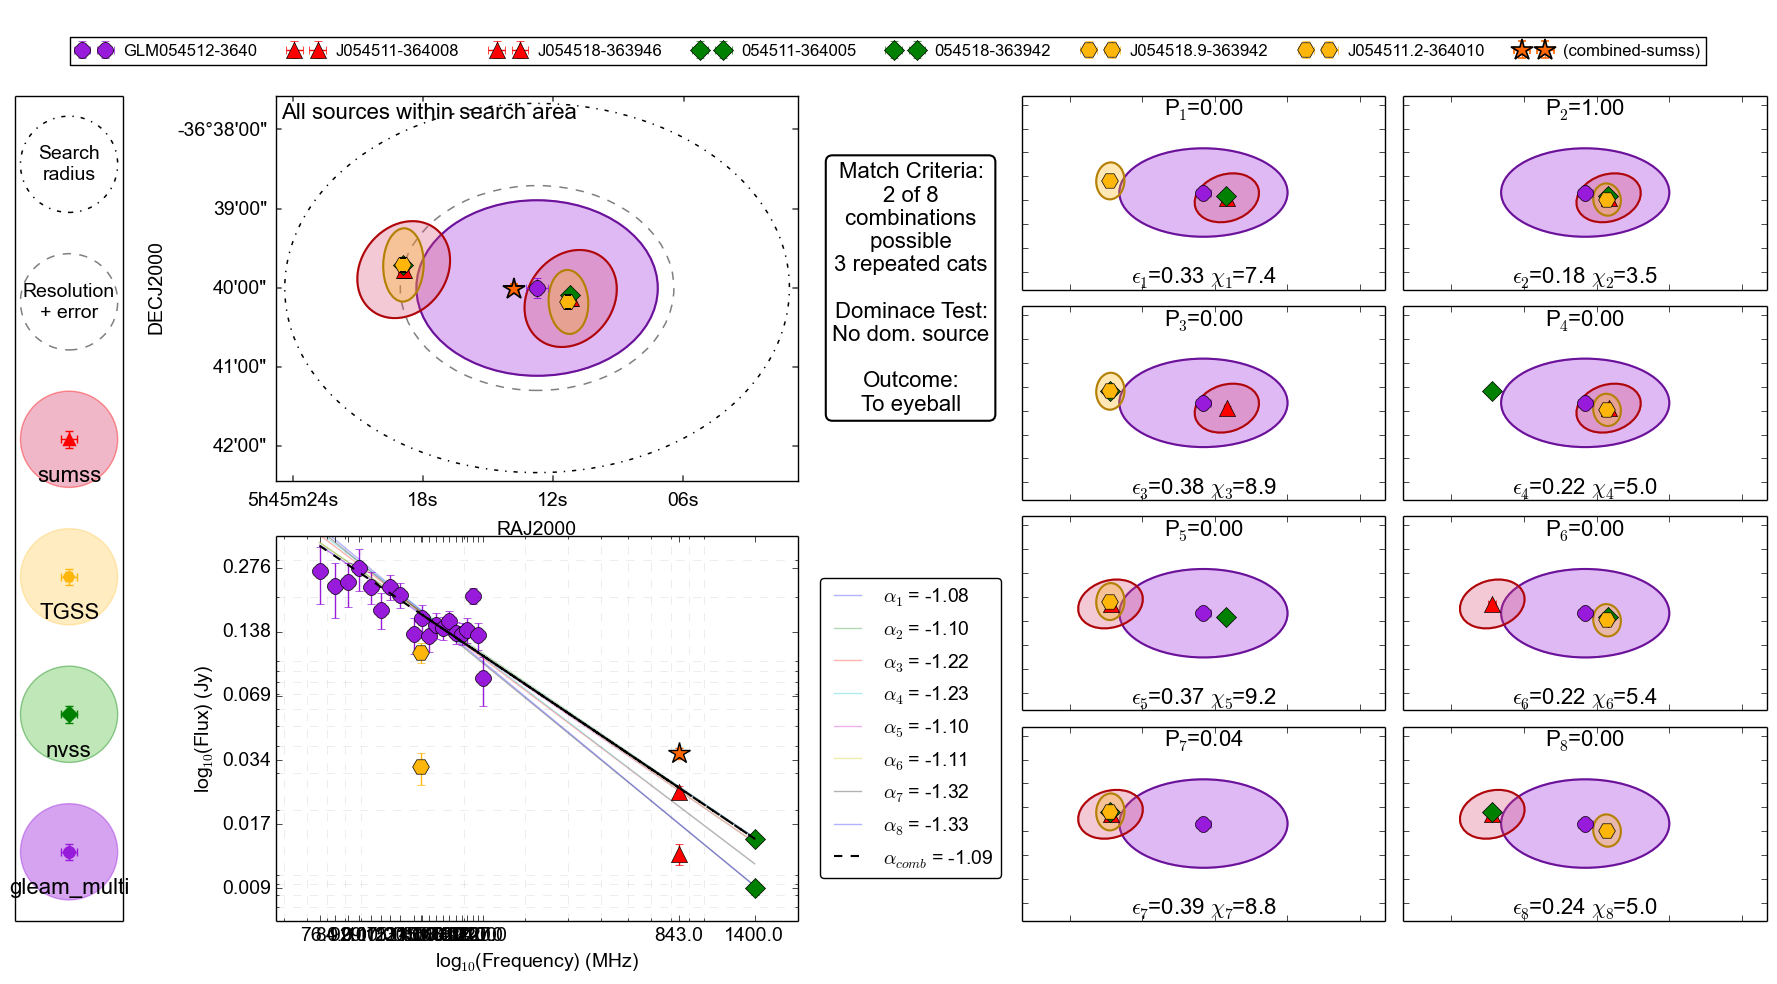 GLM054512-3640 J054511-364008 J054518-363946 054511-364005 054518-363942 J054518.9-363942 J054511.2-364010 (combined-sumss)
Search
radius
Resolution
+ error
sumss
TGSS
nvss
gleam_multi
All sources within search area
DECJ2000
-36°38'00"
39'00"
40'00"
41'00"
42'00"
5h45m24s 18s 12s 06s
RAJ2000
Match Criteria:
2 of 8
combinations
possible
3 repeated cats
Dominace Test:
No dom. source
Outcome:
To eyeball
log10(Flux) (Jy)
0.276
0.138
0.069
0.034
0.017
0.009
843.0 1400.0
log10(Frequency) (MHz)
α1 = -1.08
α2 = -1.10
α3 = -1.22
α4 = -1.23
α5 = -1.10
α6 = -1.11
α7 = -1.32
α8 = -1.33
αcomb = -1.09
P1=0.00
ϵ1=0.33 χ1=7.4
P2=1.00
ϵ2=0.18 χ2=3.5
P3=0.00
ϵ3=0.38 χ3=8.9
P4=0.00
ϵ4=0.22 χ4=5.0
P5=0.00
ϵ5=0.37 χ5=9.2
P6=0.00
ϵ6=0.22 χ6=5.4
P7=0.04
ϵ7=0.39 χ7=8.8
P8=0.00
ϵ8=0.24 χ8=5.0